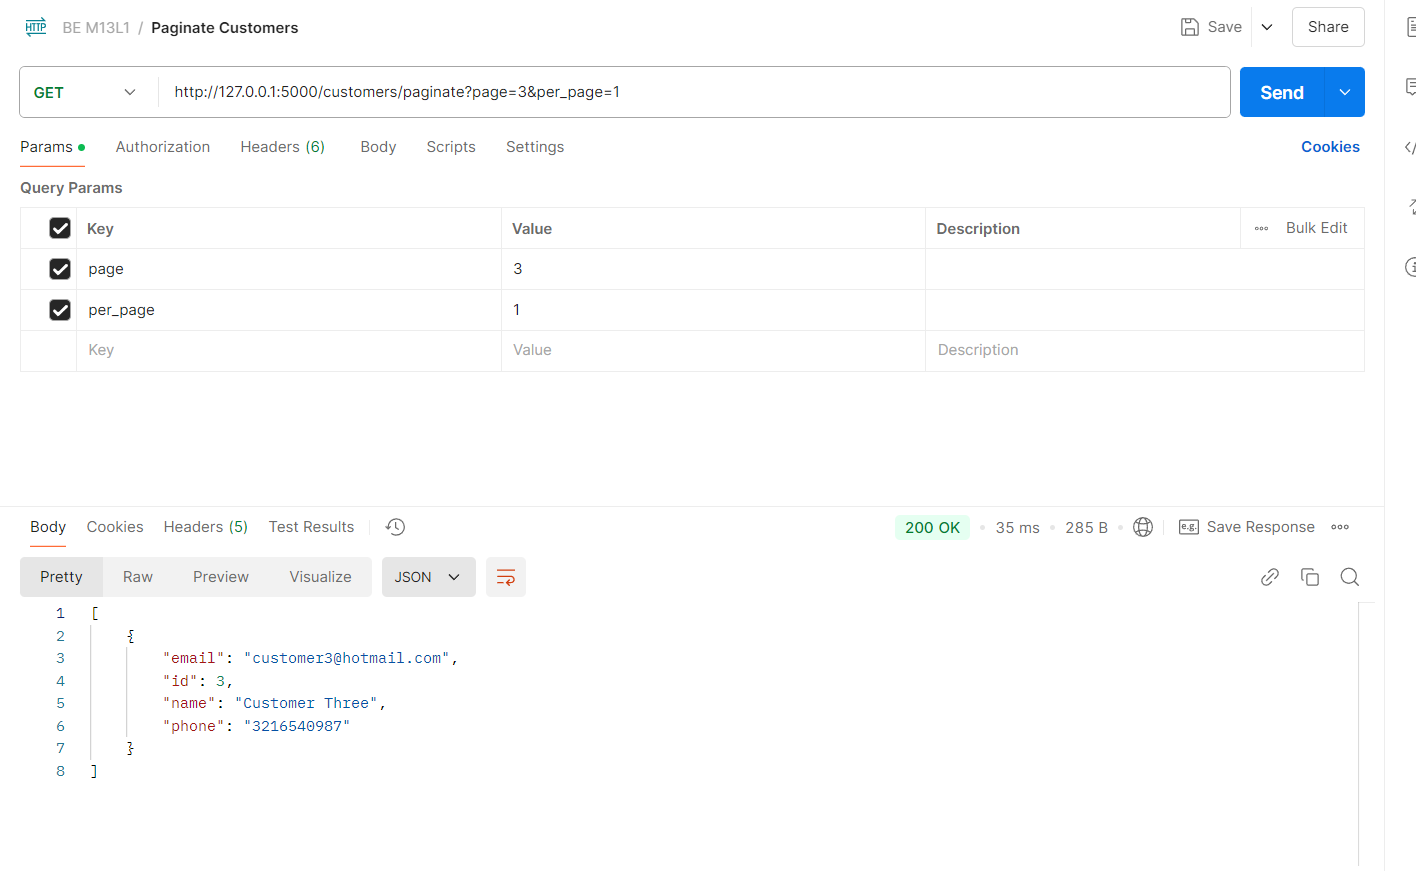 HTTP BE M13L1 / Paginate Customers Save Share
GET http://127.0.0.1:5000/customers/paginate?page=3&per_page=1 Send
Params Authorization Headers (6) Body Scripts Settings Cookies
Query Params
Key Value Description Bulk Edit
page 3
per_page 1
Key Value Description
Body Cookies Headers (5) Test Results 200 OK 35 ms 285 B e.g. Save Response
Pretty Raw Preview Visualize JSON
1 [
2 {
3 "email": "customer3@hotmail.com",
4 "id": 3,
5 "name": "Customer Three",
6 "phone": "3216540987"
7 }
8 ]